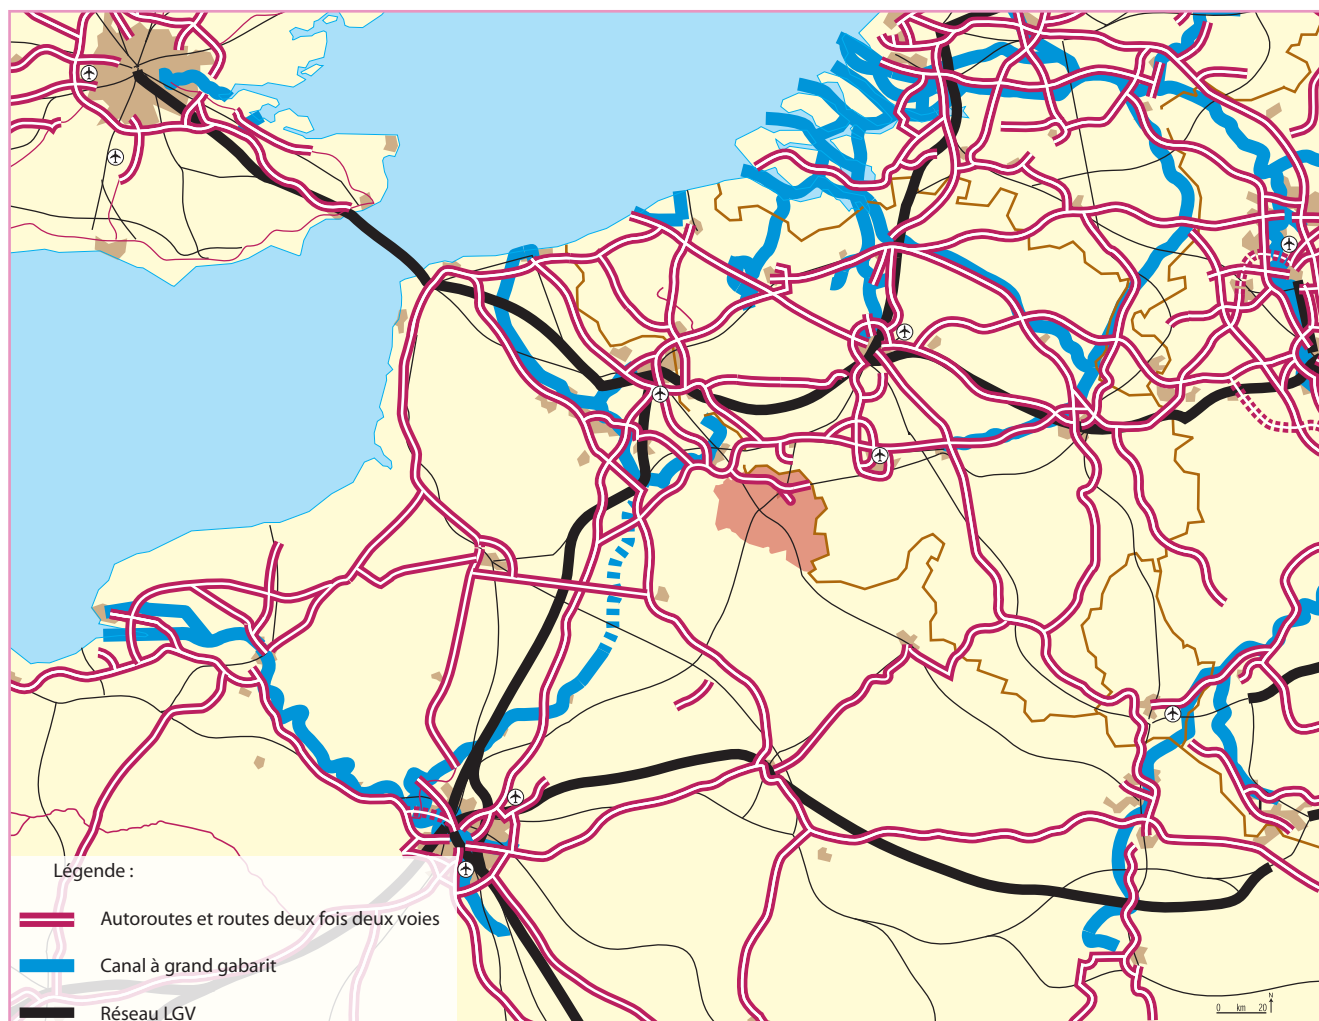 Légende :
Autoroutes et routes deux fois deux voies
Canal à grand gabarit
Réseau LGV
N
0 km 20